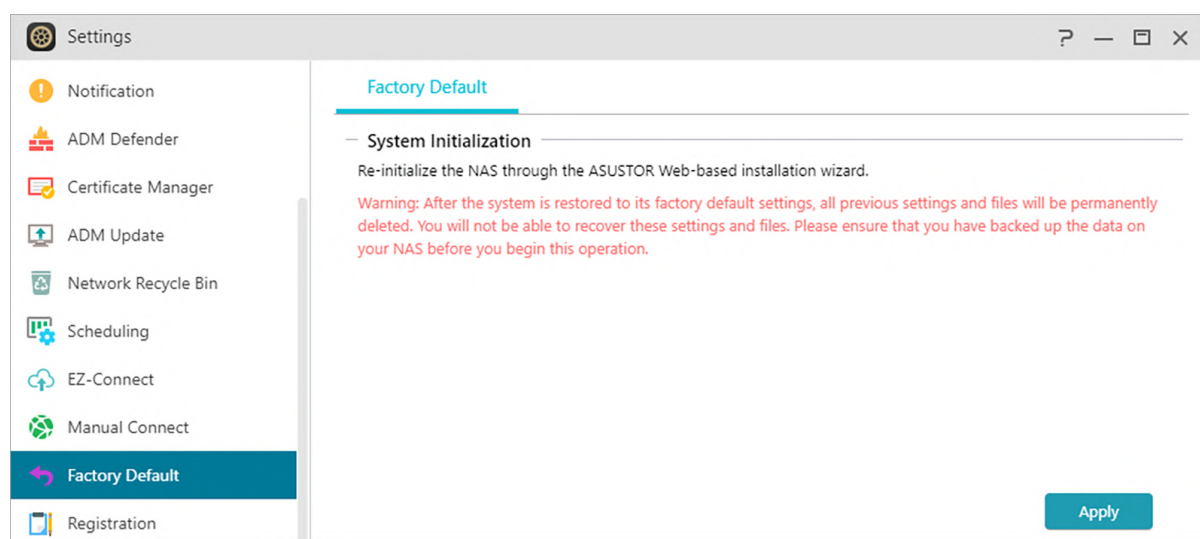 Settings
Notification
ADM Defender
Certificate Manager
ADM Update
Network Recycle Bin
Scheduling
EZ-Connect
Manual Connect
Factory Default
Registration
Factory Default
System Initialization
Re-initialize the NAS through the ASUSTOR Web-based installation wizard.
Warning: After the system is restored to its factory default settings, all previous settings and files will be permanently
deleted. You will not be able to recover these settings and files. Please ensure that you have backed up the data on
your NAS before you begin this operation.
Apply